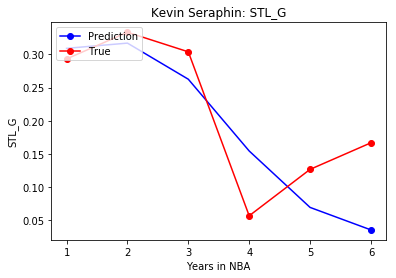 Kevin Seraphin: STL_G
Prediction
True
0.30
0.25
0.20
0.15
0.10
0.05
STL_G
1 2 3 4 5 6
Years in NBA